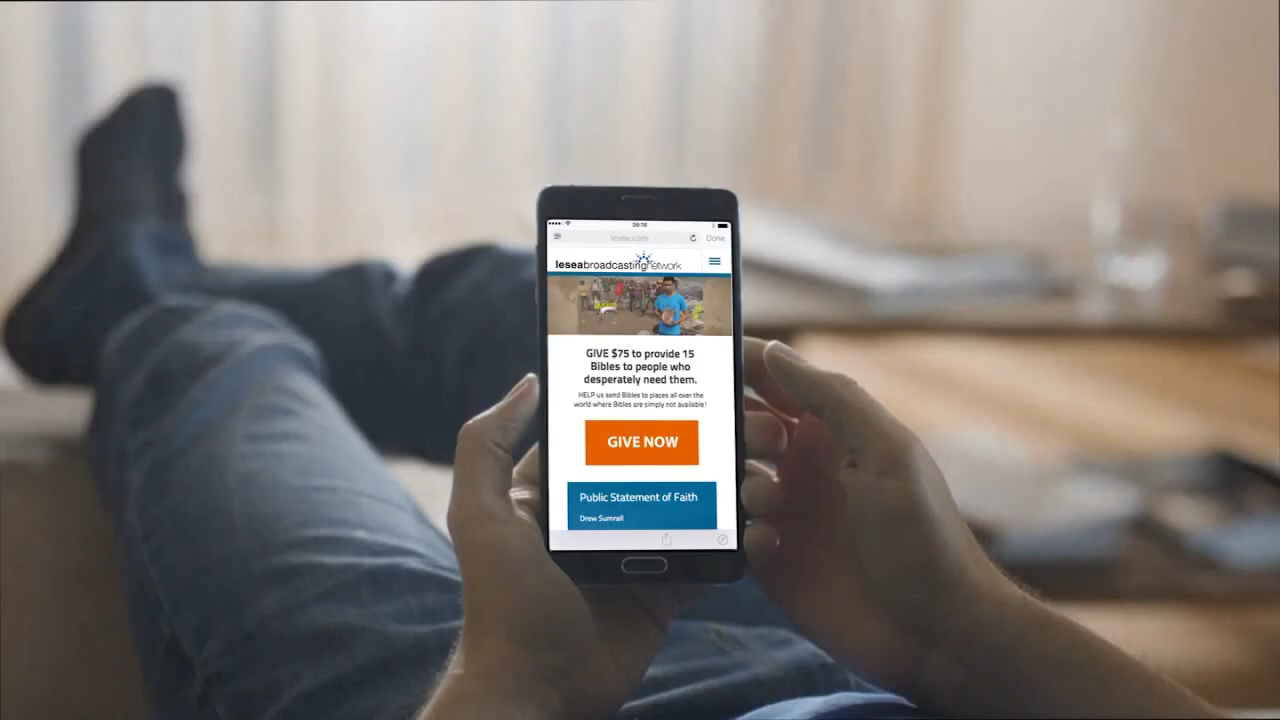 09:16
lesea.com
Done
leseabroadcastingnetwork
GIVE $75 to provide 15
Bibles to people who
desperately need them.
HELP us send Bibles to places all over the
world where Bibles are simply not available!
GIVE NOW
Public Statement of Faith
Drew Sumrall